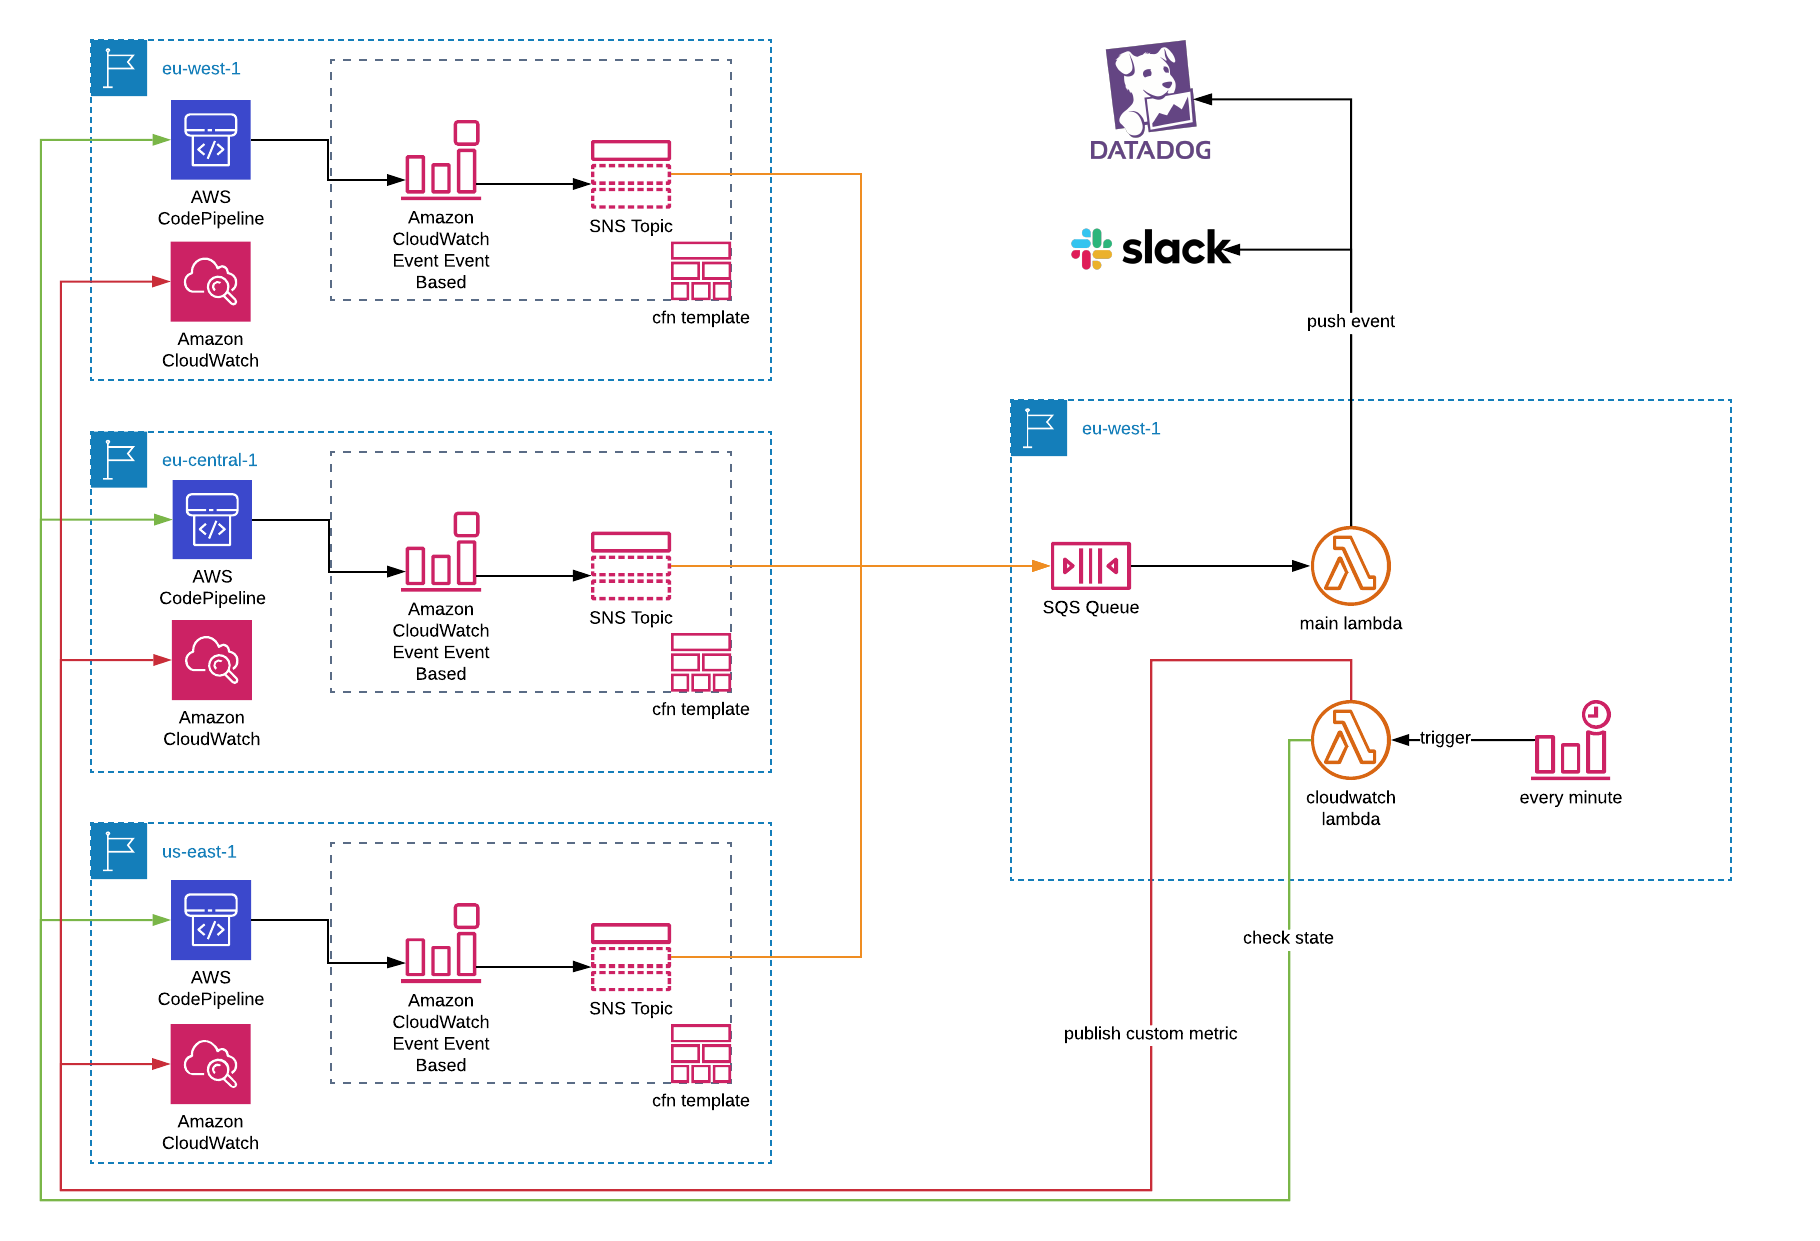 eu-west-1
AWS
CodePipeline
Amazon
CloudWatch
Event Event
Based
SNS Topic
cfn template
Amazon
CloudWatch
eu-central-1
AWS
CodePipeline
Amazon
CloudWatch
Event Event
Based
SNS Topic
cfn template
Amazon
CloudWatch
us-east-1
AWS
CodePipeline
Amazon
CloudWatch
Event Event
Based
SNS Topic
cfn template
Amazon
CloudWatch
DATADOG
slack
push event
eu-west-1
SQS Queue
main lambda
trigger
cloudwatch
lambda
every minute
check state
publish custom metric